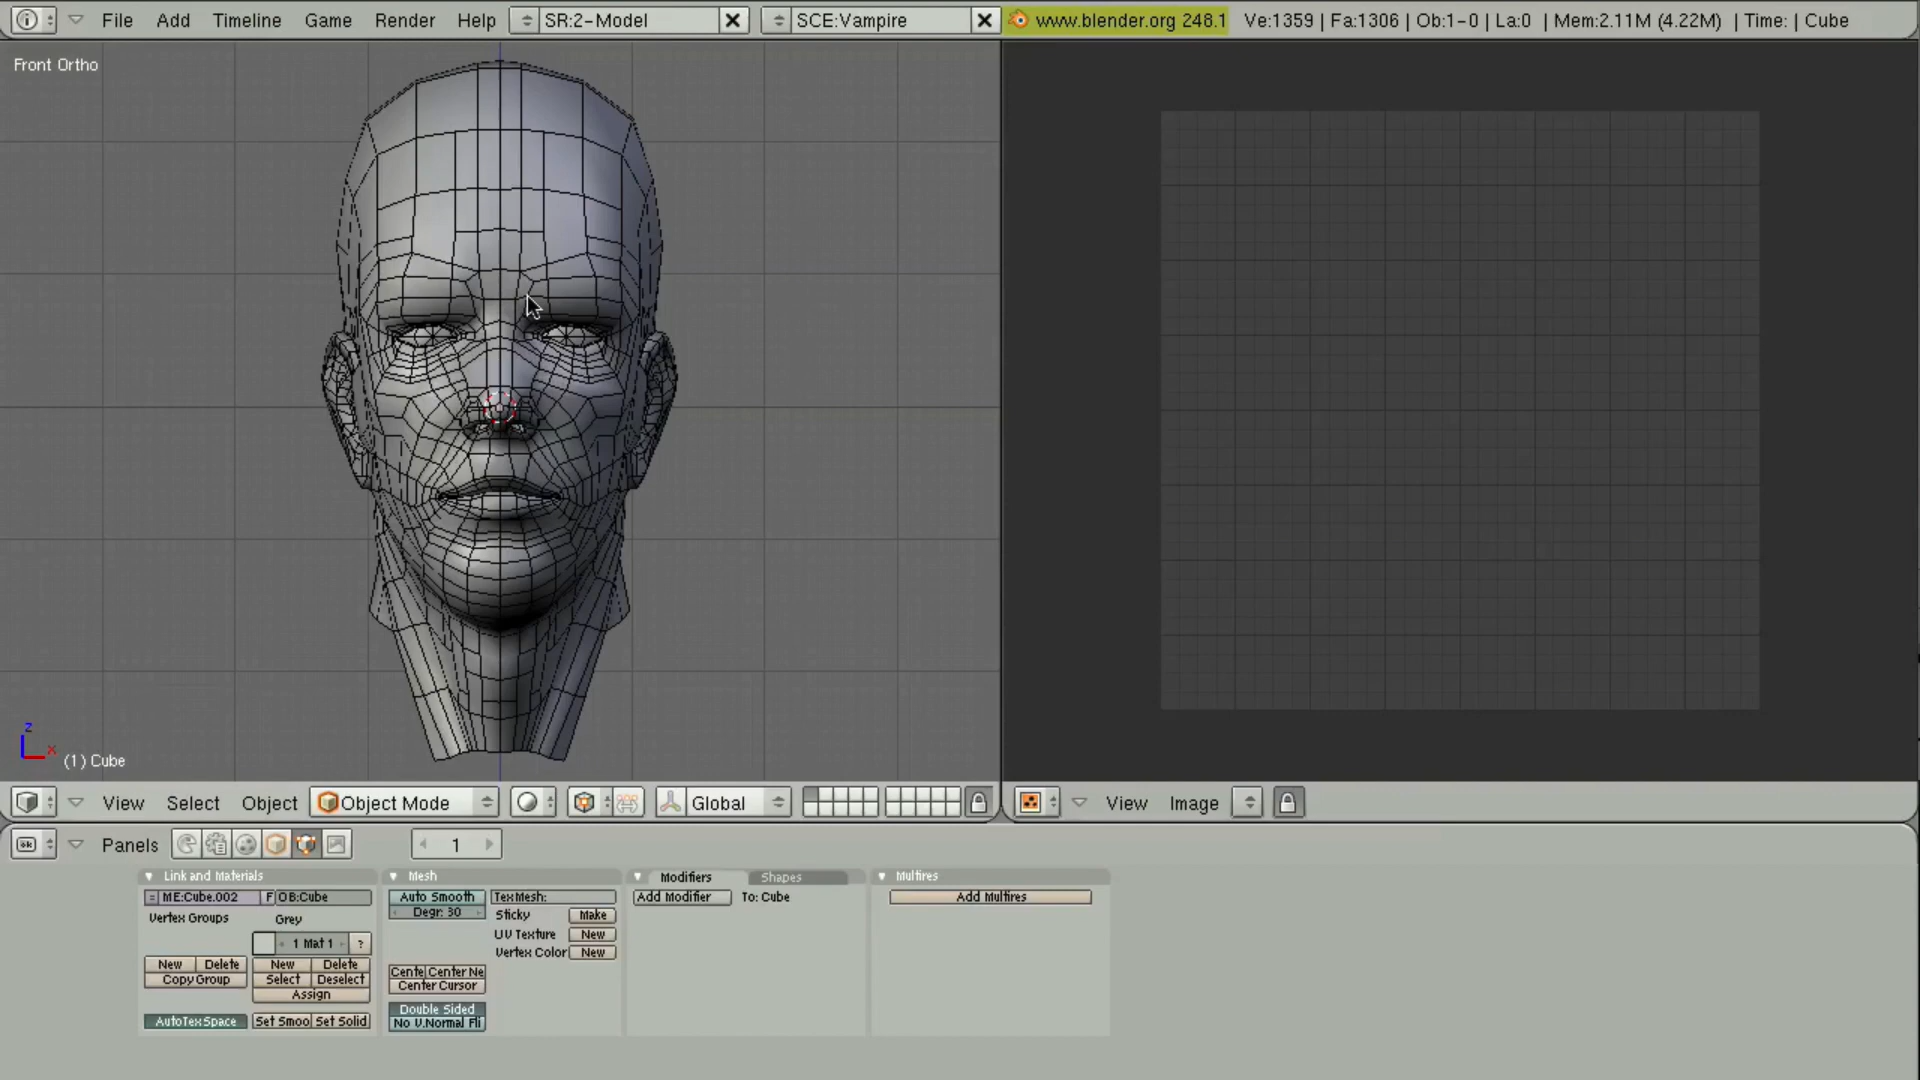 File Add Timeline Game Render Help SR:2-Model SCE:Vampire www.blender.org 248.1 Ve:1359 | Fa:1306 | Ob:1-0 | La:0 | Mem:2.11M (4.22M) | Time: | Cube
Front Ortho
z
x
(1) Cube
View Select Object Object Mode Global View Image
Panels 1
Link and Materials Mesh Modifiers Shapes Multires
ME:Cube.002 F OB:Cube Auto Smooth TexMesh: Add Modifier To: Cube Add Multires
Vertex Groups Grey Degr: 30 Sticky Make
1 Mat 1 ? UV Texture New
Vertex Color New
New Delete New Delete
Copy Group Select Deselect Cente Center Ne
Assign Center Cursor
AutoTexSpace Set Smoo Set Solid Double Sided
No V.Normal Fli